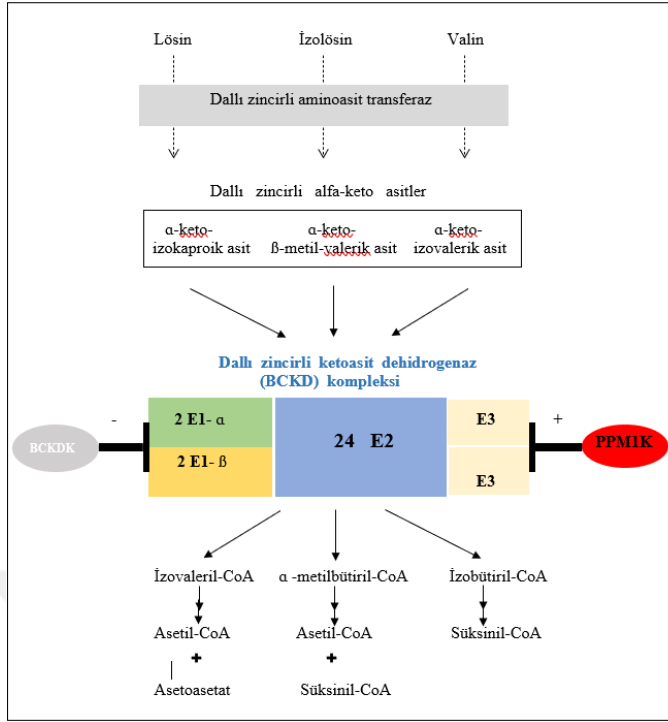 Lösin İzolösin Valin
Dallı zincirli aminoasit transferaz
Dallı zincirli alfa-keto asitler
α-keto- α-keto- α-keto-
izokaproik asit ß-metil-valerik asit izovalerik asit
Dallı zincirli ketoasit dehidrogenaz
(BCKD) kompleksi
- +
2 E1- α E3
BCKDK 24 E2 PPM1K
2 E1- ß E3
İzovaleril-CoA α -metilbütiril-CoA İzobütiril-CoA
Asetil-CoA Asetil-CoA Süksinil-CoA
+ +
Asetoasetat Süksinil-CoA